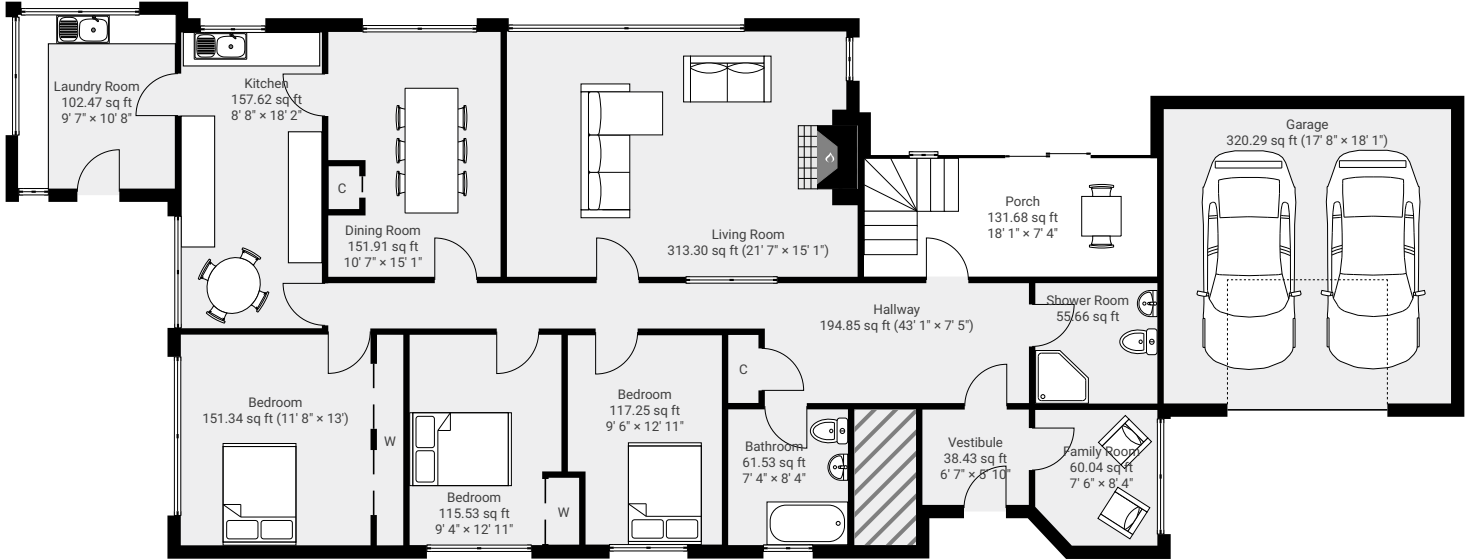 Laundry Room
102.47 sq ft
9' 7" × 10' 8"
Kitchen
157.62 sq ft
8' 8" × 18' 2"
C
Dining Room
151.91 sq ft
10' 7" × 15' 1"
Living Room
313.30 sq ft (21' 7" × 15' 1")
Porch
131.68 sq ft
18' 1" × 7' 4"
Garage
320.29 sq ft (17' 8" × 18' 1")
Hallway
194.85 sq ft (43' 1" × 7' 5")
Shower Room
55.66 sq ft
Bedroom
151.34 sq ft (11' 8" × 13')
W
Bedroom
115.53 sq ft
9' 4" × 12' 11"
W
Bedroom
117.25 sq ft
9' 6" × 12' 11"
C
Bathroom
61.53 sq ft
7' 4" × 8' 4"
Vestibule
38.43 sq ft
6' 7" × 5' 10"
Family Room
60.04 sq ft
7' 6" × 8' 4"